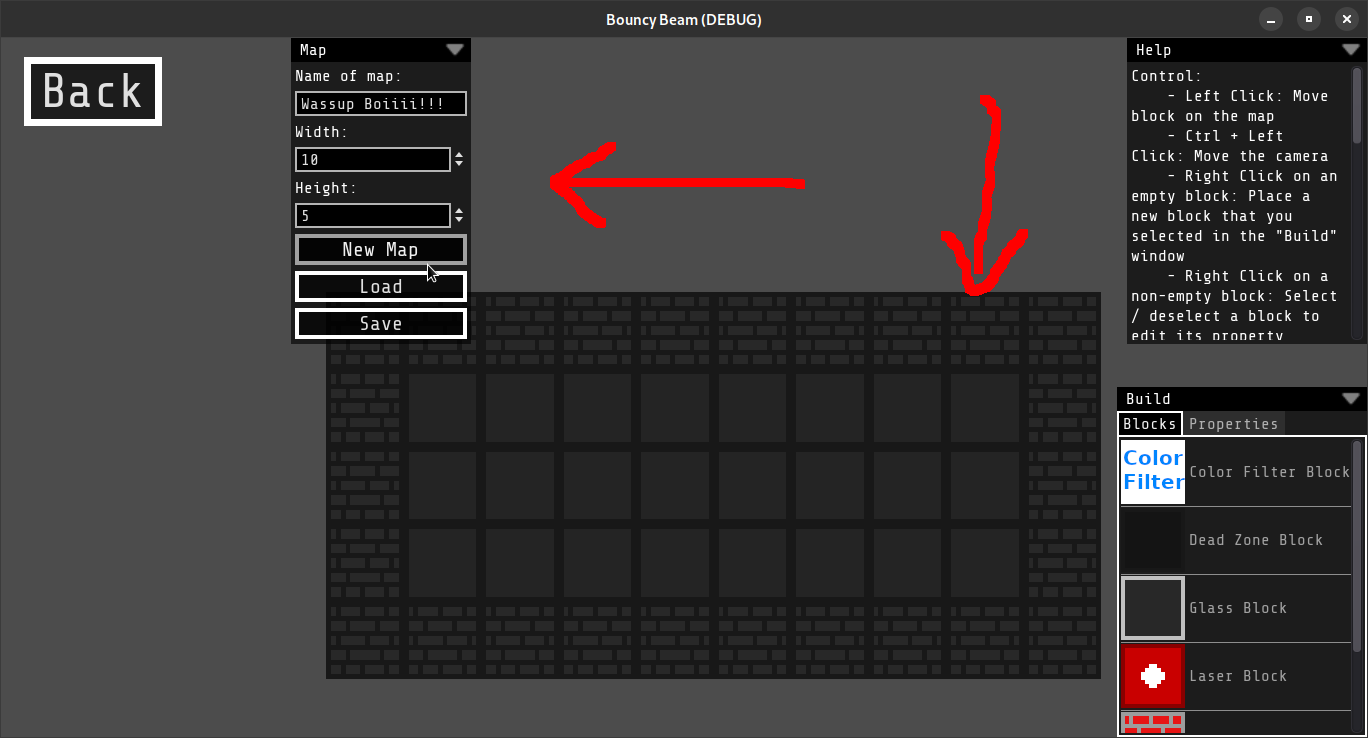 Bouncy Beam (DEBUG)
Back
Map
Name of map:
Wassup Boiiii!!!
Width:
10
Height:
5
New Map
Load
Save
Help
Control:
- Left Click: Move
block on the map
- Ctrl + Left
Click: Move the camera
- Right Click on an
empty block: Place a
new block that you
selected in the "Build"
window
- Right Click on a
non-empty block: Select
/ deselect a block to
edit its property
Build
Blocks Properties
Color
Filter
Color Filter Block
Dead Zone Block
Glass Block
Laser Block